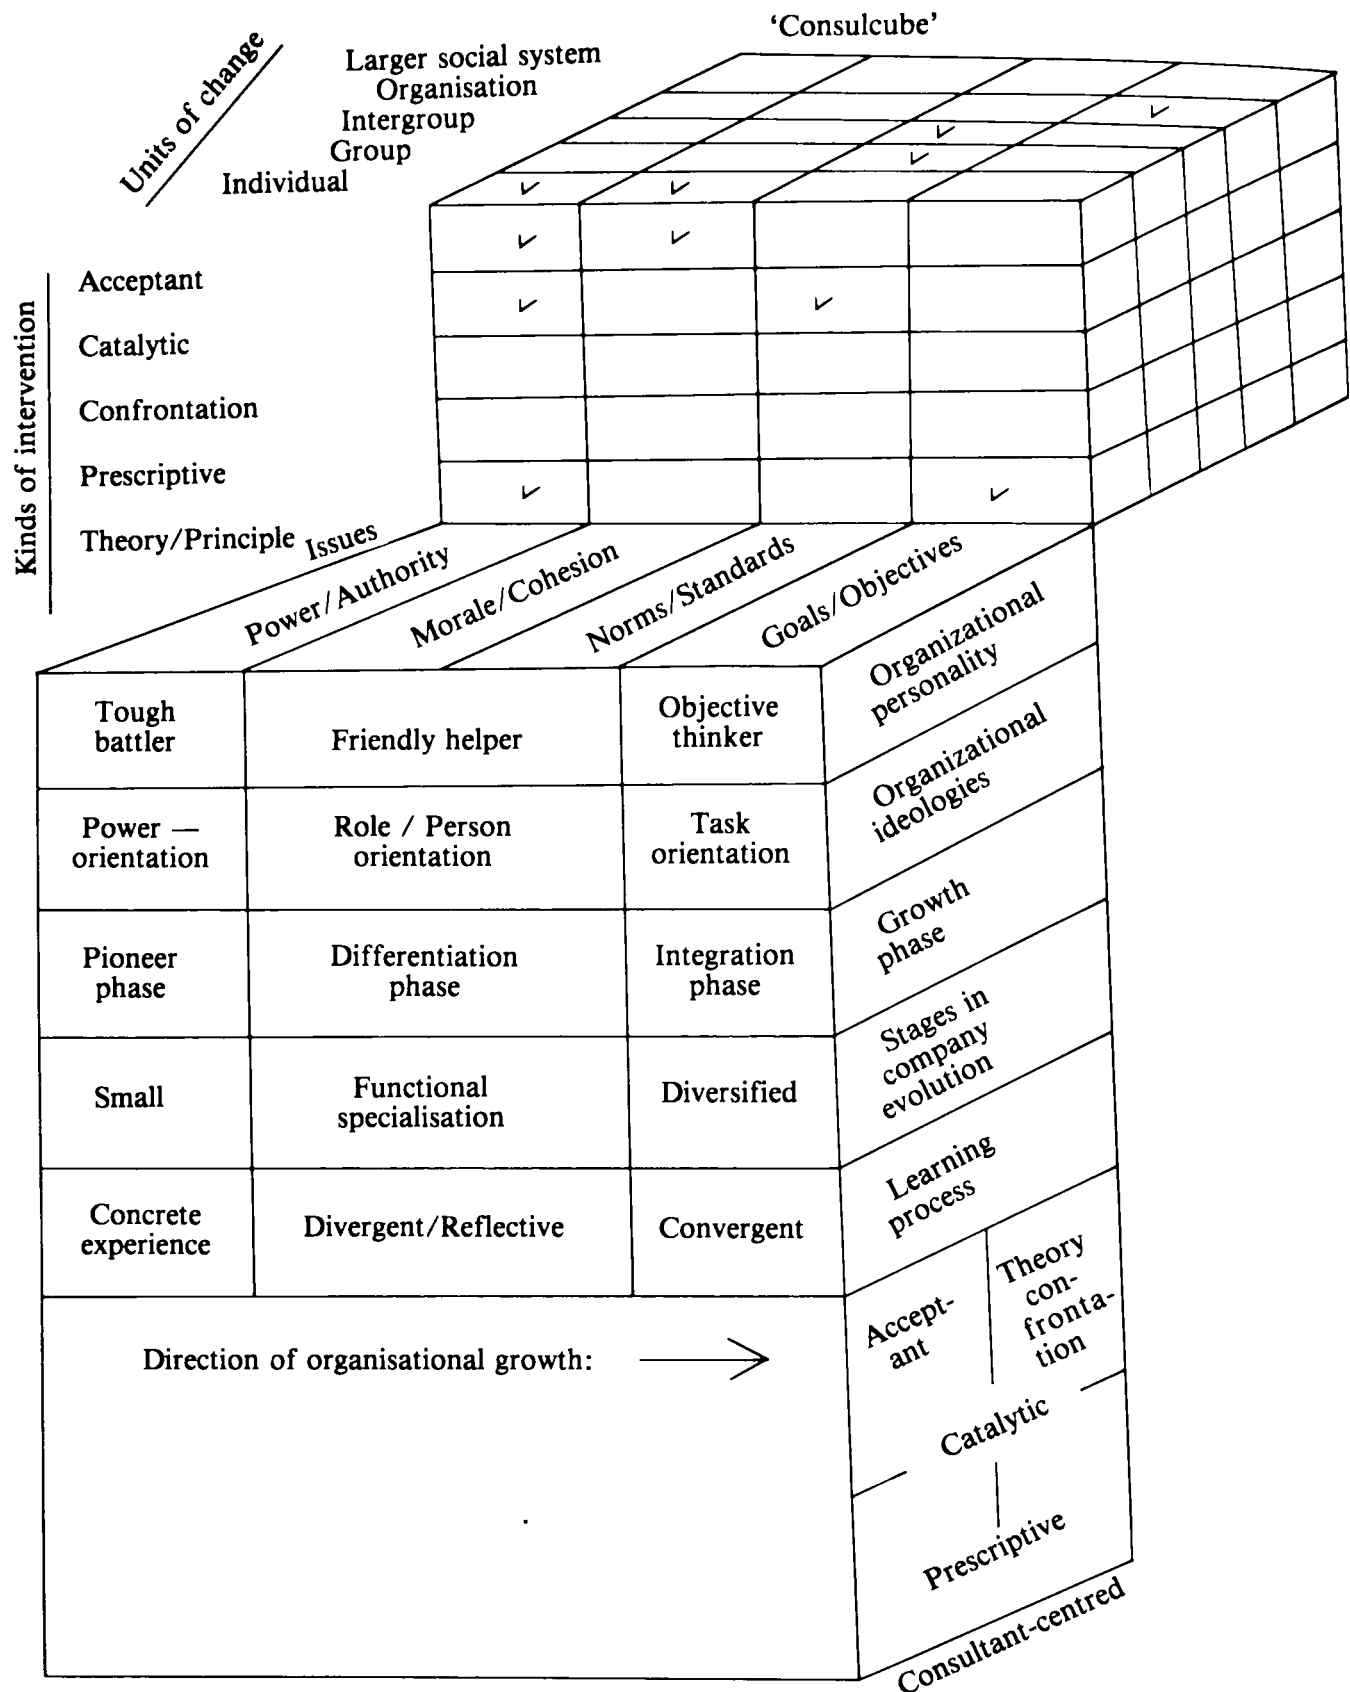 'Consulcube'
Units of change
Larger social system
Organisation
Intergroup
Group
Individual
Kinds of intervention
Acceptant
Catalytic
Confrontation
Prescriptive
Theory/Principle
Issues
Power/Authority
Morale/Cohesion
Norms/Standards
Goals/Objectives
Tough
battler
Friendly helper
Objective
thinker
Organizational
personality
Power —
orientation
Role / Person
orientation
Task
orientation
Organizational
ideologies
Pioneer
phase
Differentiation
phase
Integration
phase
Growth
phase
Small
Functional
specialisation
Diversified
Stages in
company
evolution
Concrete
experience
Divergent/Reflective
Convergent
Learning
process
Direction of organisational growth:
Accept-
ant
Theory
con-
fronta-
tion
Catalytic
Prescriptive
Consultant-centred